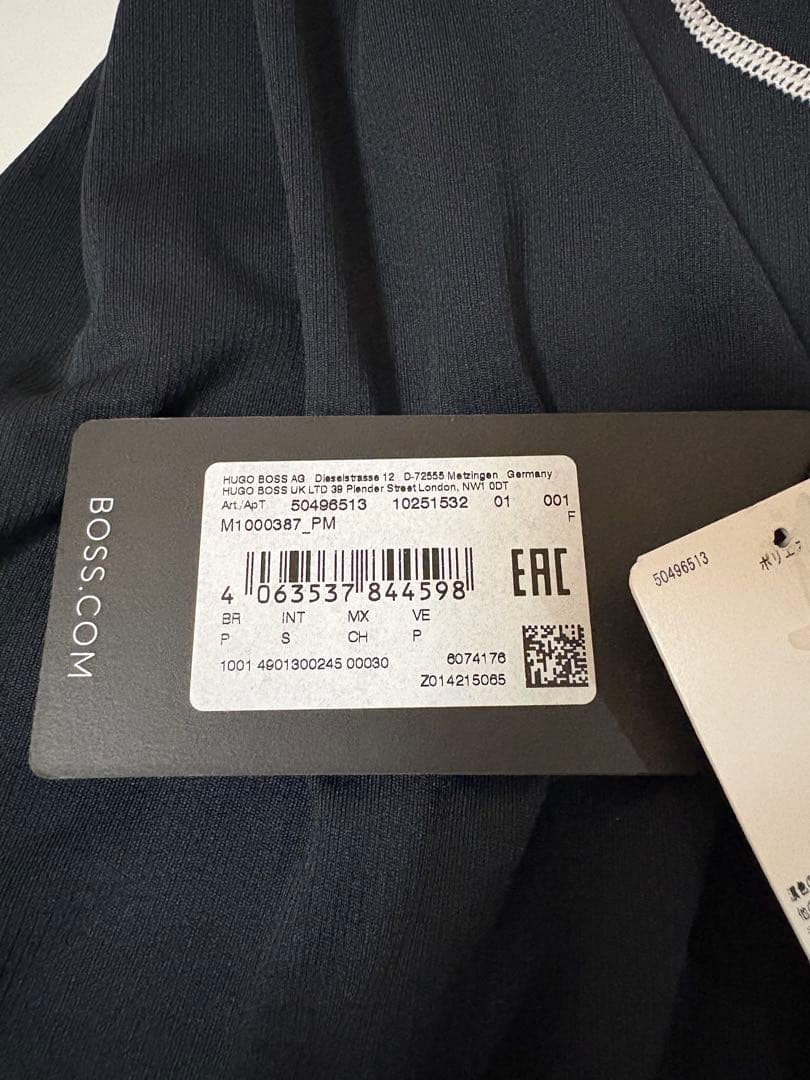 HUGO BOSS AG Dieselstrasse 12 D-72555 Metzingen Germany
HUGO BOSS UK LTD 39 Plender Street London, NW1 0DT
Art./ApT 50496513 10251532 01 001
M1000387_PM F
4 063537 844598
EAC
BR INT MX VE
P S CH P
1001 4901300245 00030 6074176
Z014215065
BOSS.COM
50496513
ポリエ